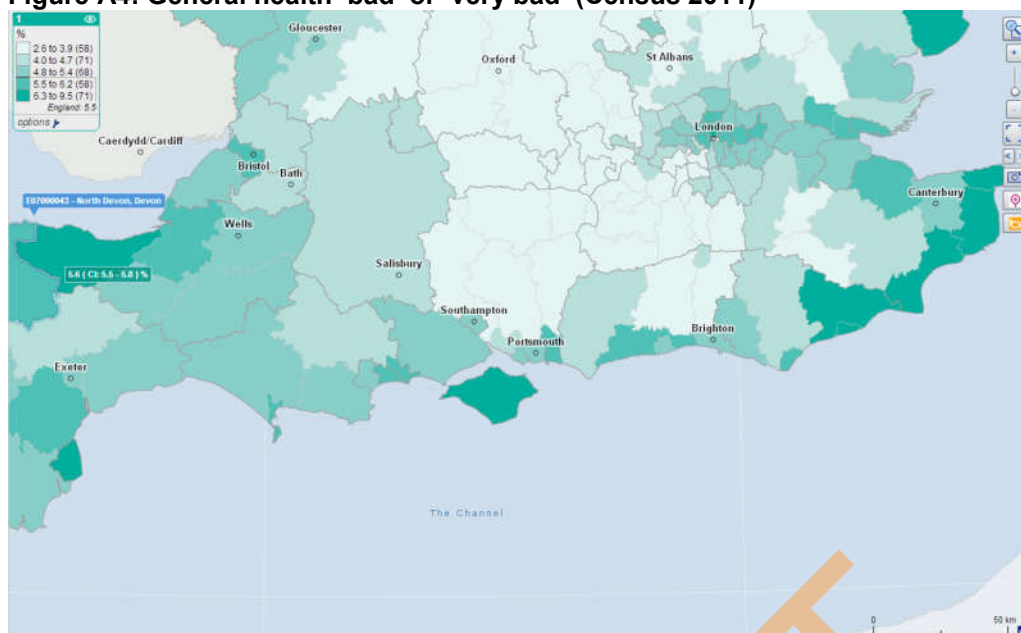 Figure A4: General health 'bad' or 'very bad' (Census 2011)
1
%
2.6 to 3.9 (58)
4.0 to 4.7 (71)
4.8 to 5.4 (68)
5.5 to 6.2 (58)
6.3 to 9.5 (71)
England: 5.5
options
Gloucester
Oxford
St Albans
London
Caerdydd/Cardiff
Bristol
Bath
Canterbury
E07000043 - North Devon, Devon
Wells
5.6 ( CI: 5.5 - 5.8 ) %
Salisbury
Southampton
Portsmouth
Brighton
Exeter
The Channel
0
50 km